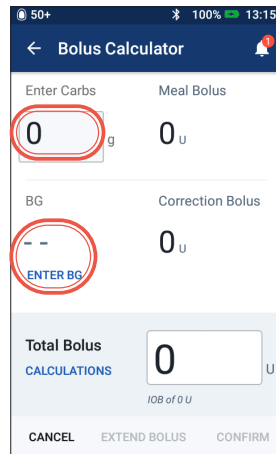 50+ 100% 13:15
← Bolus Calculator 1
Enter Carbs Meal Bolus
0 g 0 U
BG Correction Bolus
-- 0 U
ENTER BG
Total Bolus 0 U
CALCULATIONS
IOB of 0 U
CANCEL EXTEND BOLUS CONFIRM